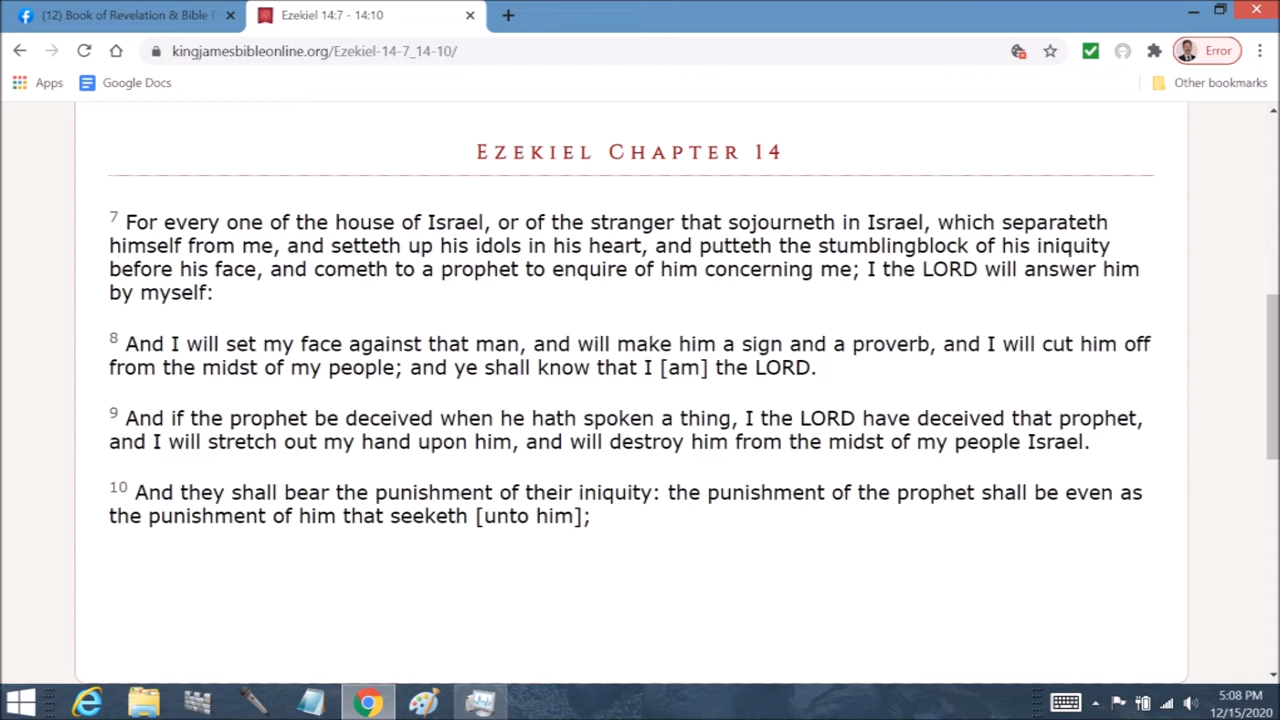 (12) Book of Revelation & Bible
Ezekiel 14:7 - 14:10
kingjamesbibleonline.org/Ezekiel-14-7_14-10/
Error
Apps
Google Docs
Other bookmarks
EZEKIEL CHAPTER 14
7 For every one of the house of Israel, or of the stranger that sojourneth in Israel, which separateth
himself from me, and setteth up his idols in his heart, and putteth the stumblingblock of his iniquity
before his face, and cometh to a prophet to enquire of him concerning me; I the LORD will answer him
by myself:
8 And I will set my face against that man, and will make him a sign and a proverb, and I will cut him off
from the midst of my people; and ye shall know that I [am] the LORD.
9 And if the prophet be deceived when he hath spoken a thing, I the LORD have deceived that prophet,
and I will stretch out my hand upon him, and will destroy him from the midst of my people Israel.
10 And they shall bear the punishment of their iniquity: the punishment of the prophet shall be even as
the punishment of him that seeketh [unto him];
5:08 PM
12/15/2020